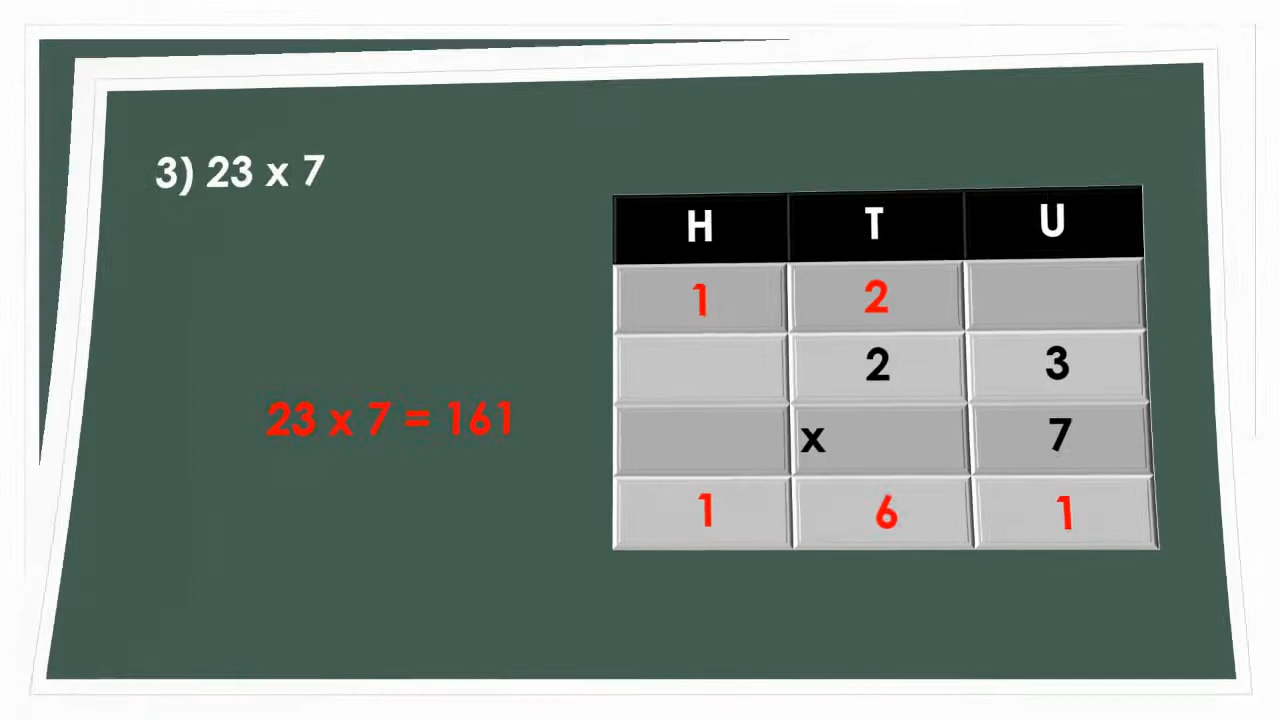 3) 23 x 7
23 x 7 = 161
H T U
1 2
2 3
x 7
1 6 1